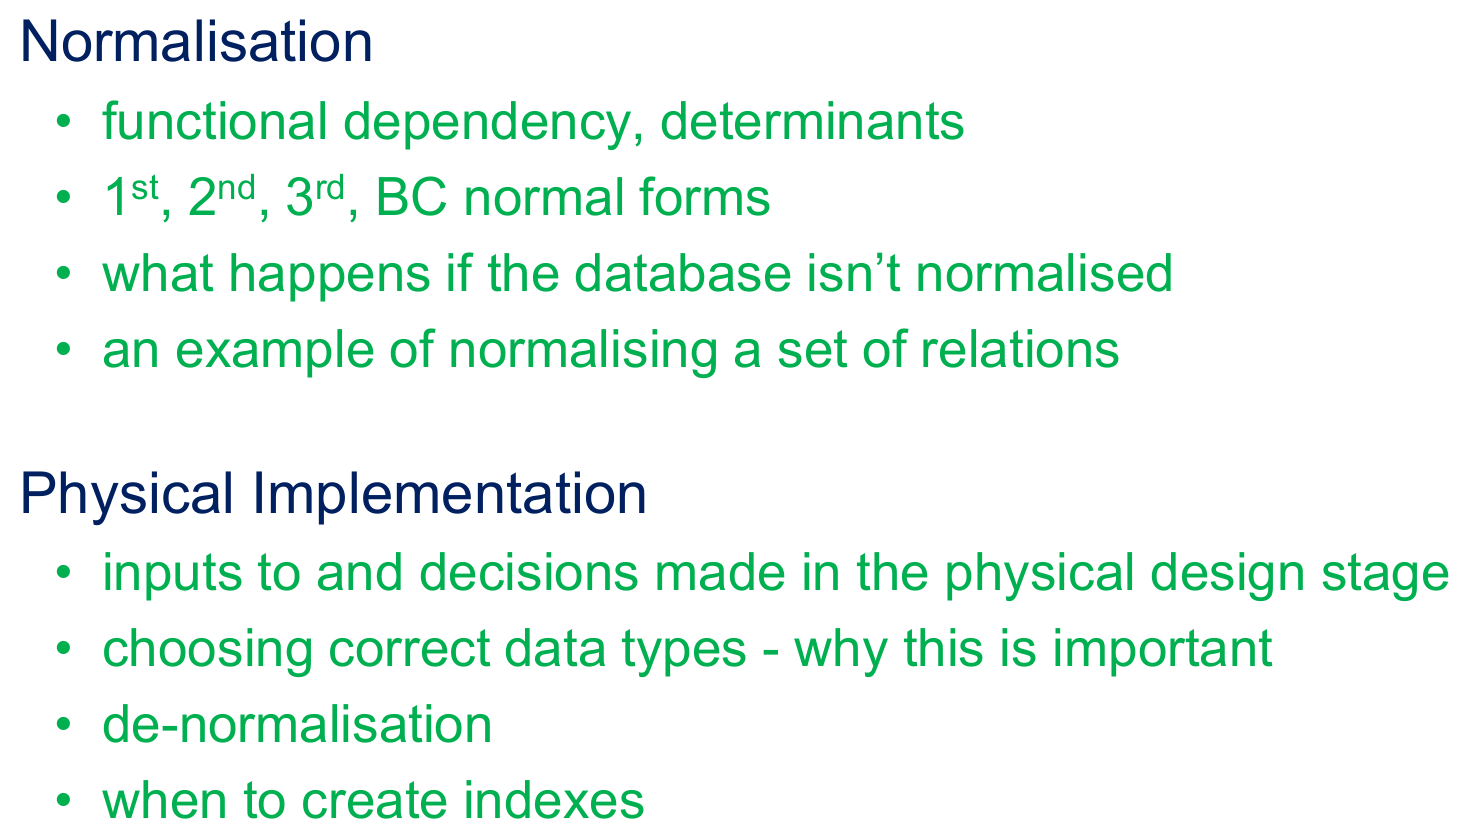 Normalisation
• functional dependency, determinants
• 1st, 2nd, 3rd, BC normal forms
• what happens if the database isn’t normalised
• an example of normalising a set of relations
Physical Implementation
• inputs to and decisions made in the physical design stage
• choosing correct data types - why this is important
• de-normalisation
• when to create indexes